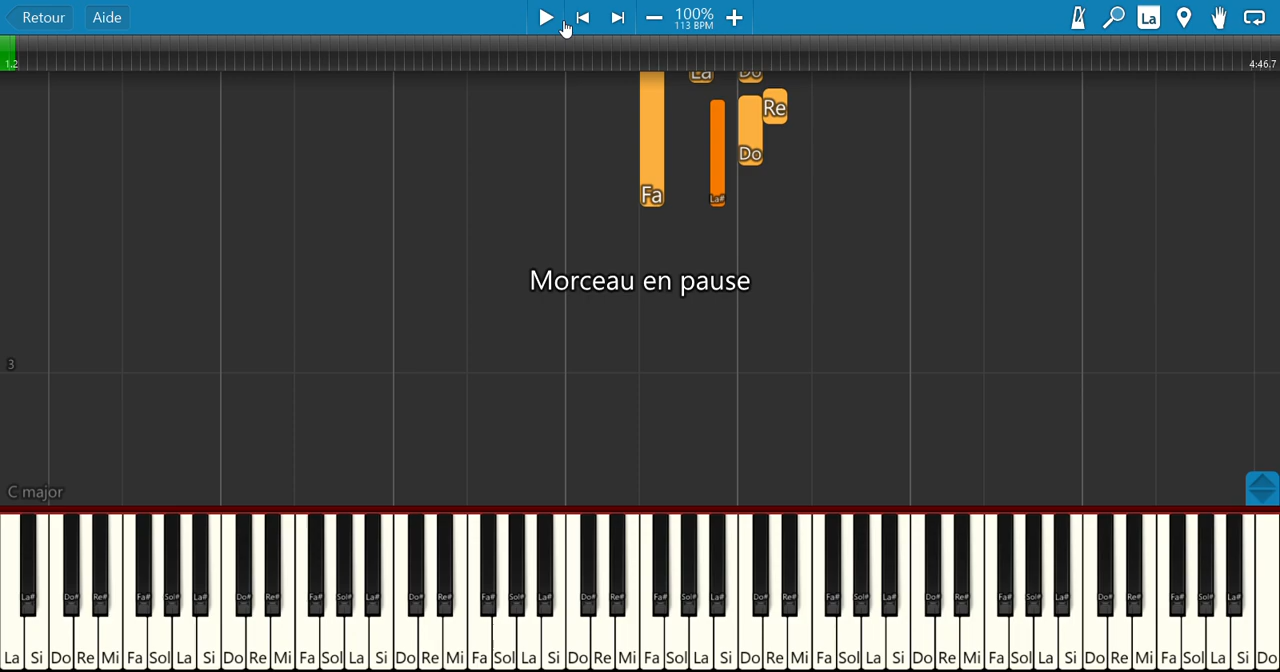 Retour Aide 100% La
113 BPM
1.2 4:46.7
La Do
Re
Do
Fa La#
Morceau en pause
3
C major
La# Do# Re# Fa# Sol# La# Do# Re# Fa# Sol# La# Do# Re# Fa# Sol# La# Do# Re# Fa# Sol# La# Do# Re# Fa# Sol# La# Do# Re# Fa# Sol# La# Do# Re# Fa# Sol# La#
La Si Do Re Mi Fa Sol La Si Do Re Mi Fa Sol La Si Do Re Mi Fa Sol La Si Do Re Mi Fa Sol La Si Do Re Mi Fa Sol La Si Do Re Mi Fa Sol La Si Do Re Mi Fa Sol La Si Do